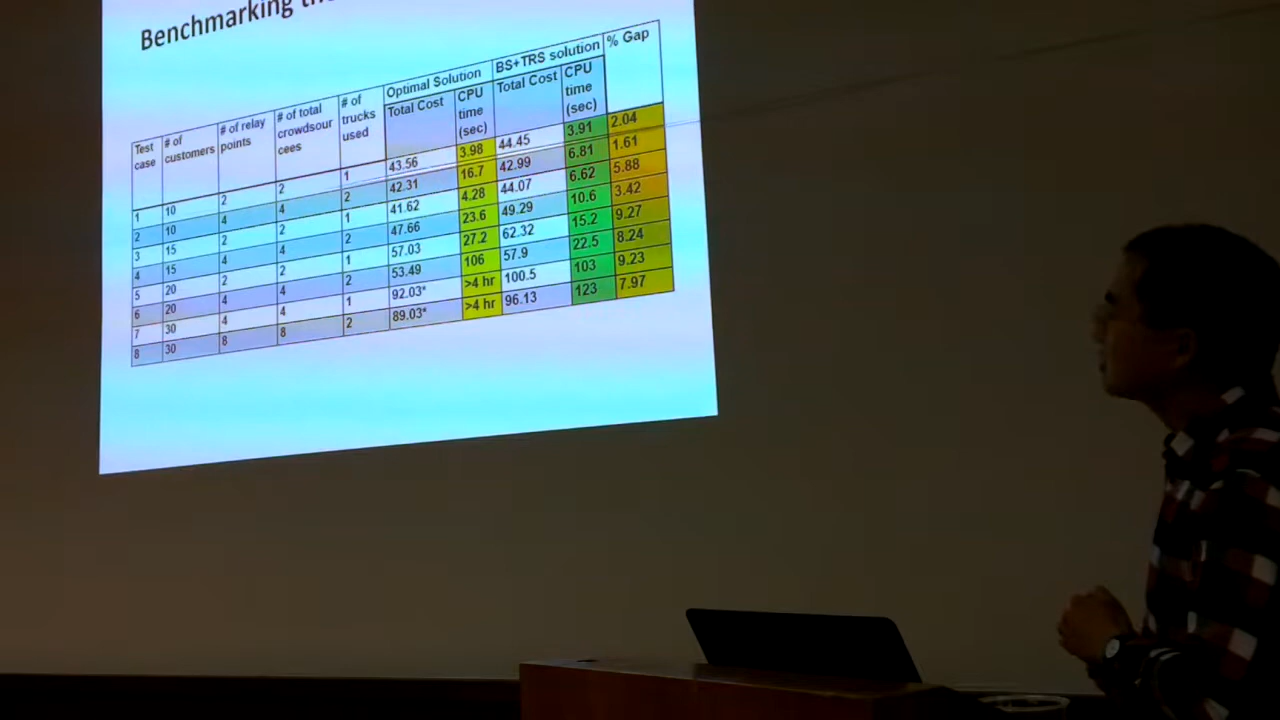 Benchmarking
Optimal Solution BS+TRS solution % Gap
Test case # of customers # of relay points # of total crowdsour cees # of trucks used Total Cost CPU time (sec) Total Cost CPU time (sec)
1 10 2 2 1 43.56 3.98 44.45 3.91 2.04
2 10 4 4 2 42.31 16.7 42.99 6.81 1.61
3 15 2 2 1 41.62 4.28 44.07 6.62 5.88
4 15 4 4 2 47.66 23.6 49.29 10.6 3.42
5 20 2 2 1 57.03 27.2 62.32 15.2 9.27
6 20 4 4 2 53.49 106 57.9 22.5 8.24
7 30 4 4 1 92.03* >4 hr 100.5 103 9.23
8 30 8 8 2 89.03* >4 hr 96.13 123 7.97